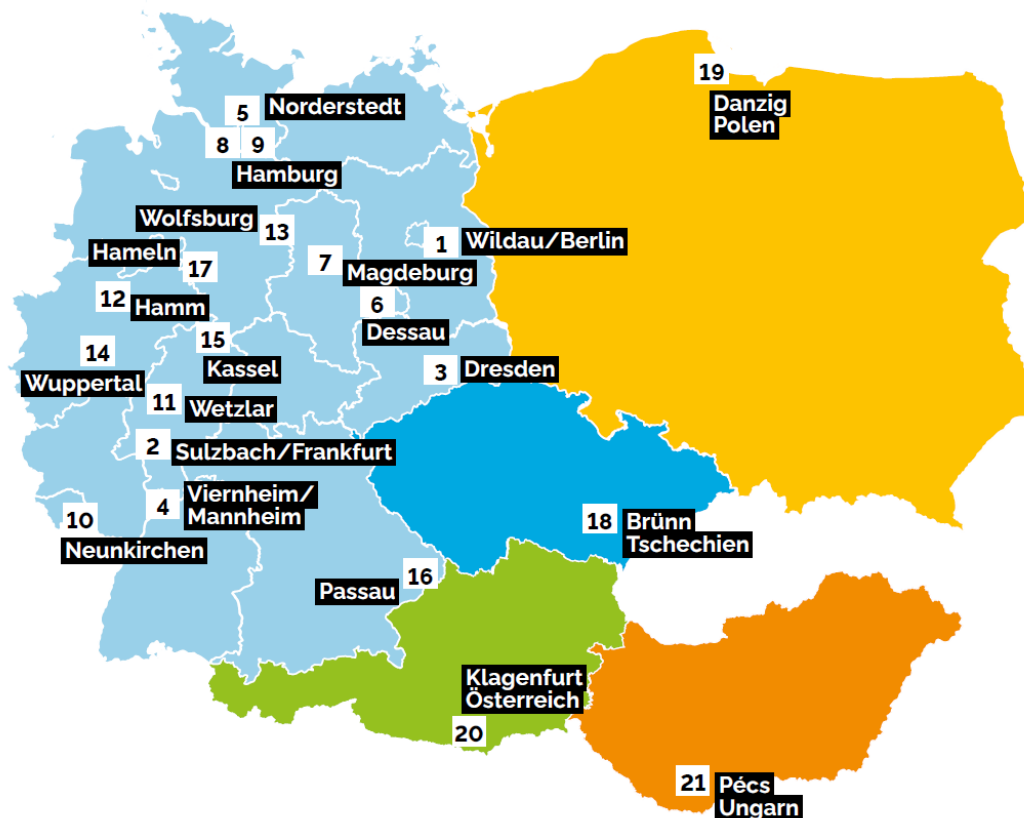 19
Danzig
Polen
5
Norderstedt
8
9
Hamburg
Wolfsburg
13
1
Wildau/Berlin
Hameln
17
7
Magdeburg
12
Hamm
6
Dessau
15
Kassel
14
Wuppertal
3
Dresden
11
Wetzlar
2
Sulzbach/Frankfurt
4
Viernheim/
Mannheim
10
Neunkirchen
18
Brünn
Tschechien
16
Passau
Klagenfurt
Österreich
20
21
Pécs
Ungarn